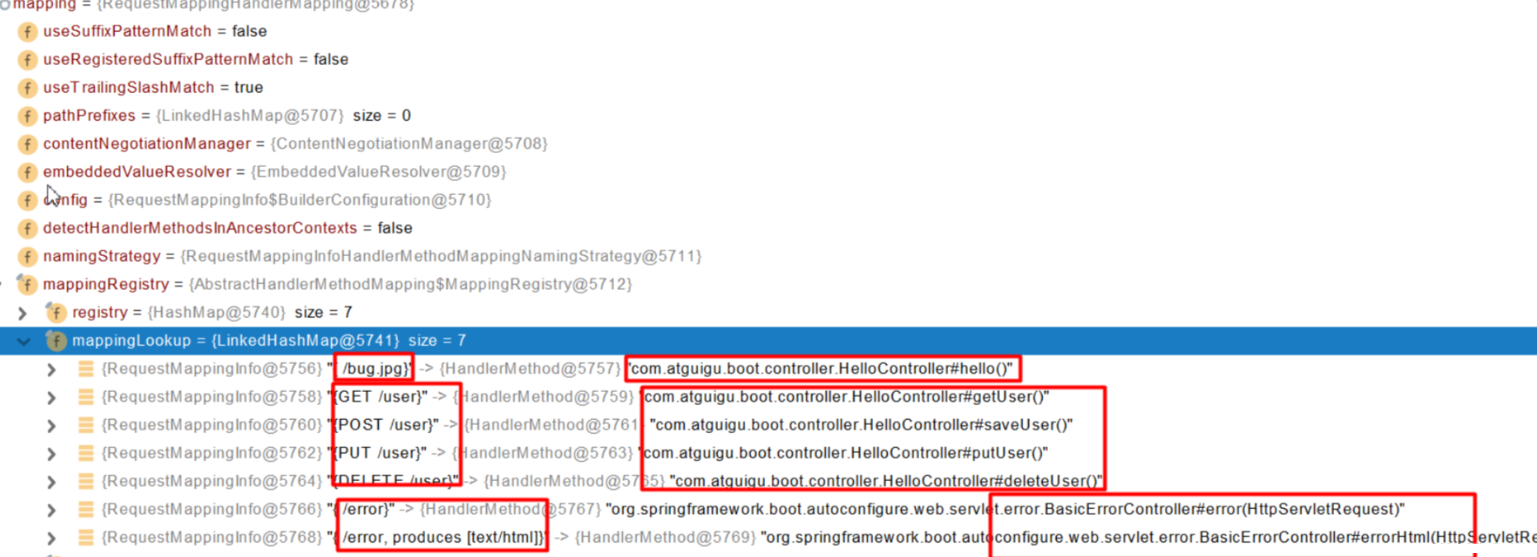 mapping = {RequestMappingHandlerMapping@5678}
f useSuffixPatternMatch = false
f useRegisteredSuffixPatternMatch = false
f useTrailingSlashMatch = true
f pathPrefixes = {LinkedHashMap@5707} size = 0
f contentNegotiationManager = {ContentNegotiationManager@5708}
f embeddedValueResolver = {EmbeddedValueResolver@5709}
f config = {RequestMappingInfo$BuilderConfiguration@5710}
f detectHandlerMethodsInAncestorContexts = false
f namingStrategy = {RequestMappingInfoHandlerMethodMappingNamingStrategy@5711}
f mappingRegistry = {AbstractHandlerMethodMapping$MappingRegistry@5712}
f registry = {HashMap@5740} size = 7
f mappingLookup = {LinkedHashMap@5741} size = 7
{RequestMappingInfo@5756} "{ /bug.jpg}" -> {HandlerMethod@5757} "com.atguigu.boot.controller.HelloController#hello()"
{RequestMappingInfo@5758} "{GET /user}" -> {HandlerMethod@5759} "com.atguigu.boot.controller.HelloController#getUser()"
{RequestMappingInfo@5760} "{POST /user}" -> {HandlerMethod@5761} "com.atguigu.boot.controller.HelloController#saveUser()"
{RequestMappingInfo@5762} "{PUT /user}" -> {HandlerMethod@5763} "com.atguigu.boot.controller.HelloController#putUser()"
{RequestMappingInfo@5764} "{DELETE /user}" -> {HandlerMethod@5765} "com.atguigu.boot.controller.HelloController#deleteUser()"
{RequestMappingInfo@5766} "{ /error}" -> {HandlerMethod@5767} "org.springframework.boot.autoconfigure.web.servlet.error.BasicErrorController#error(HttpServletRequest)"
{RequestMappingInfo@5768} "{ /error, produces [text/html]}" -> {HandlerMethod@5769} "org.springframework.boot.autoconfigure.web.servlet.error.BasicErrorController#errorHtml(HttpServletRe